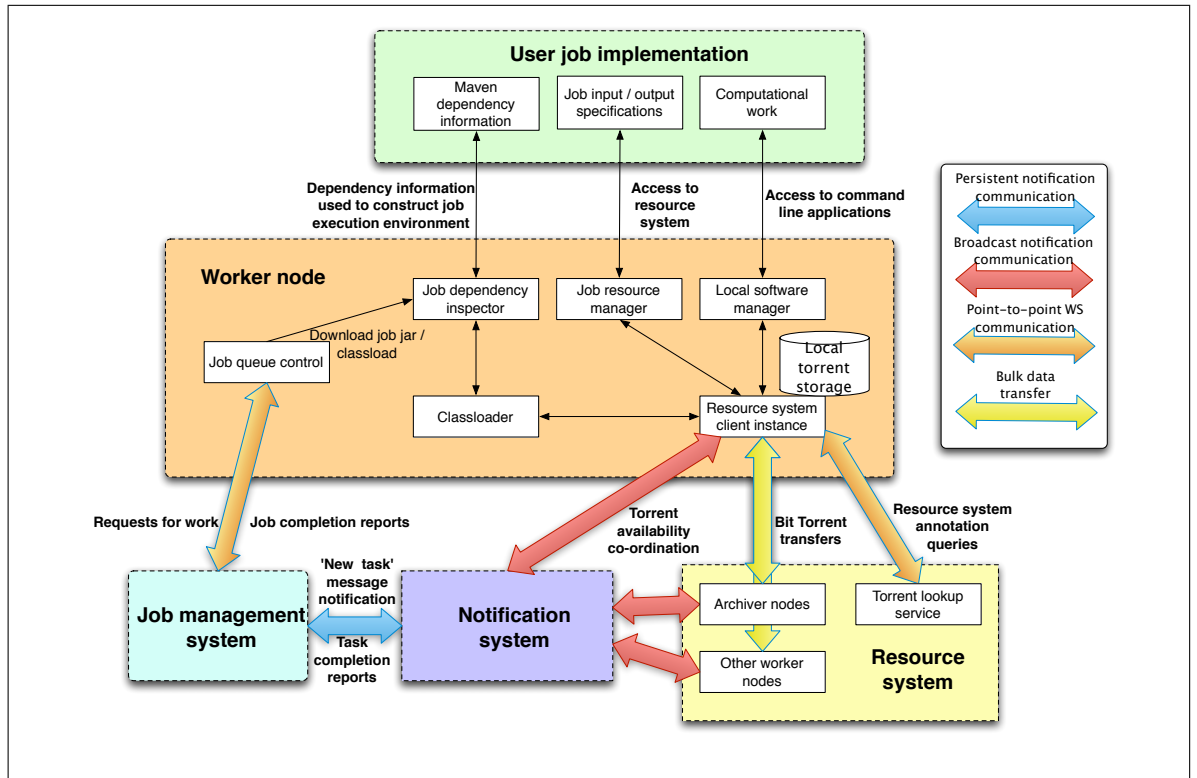 User job implementation
Maven
dependency
information
Job input / output
specifications
Computational
work
Dependency information
used to construct job
execution environment
Access to
resource
system
Access to command
line applications
Persistent notification
communication
Broadcast notification
communication
Point-to-point WS
communication
Bulk data
transfer
Worker node
Job dependency
inspector
Job resource
manager
Local software
manager
Download job jar /
classload
Job queue control
Local
torrent
storage
Classloader
Resource system
client instance
Requests for work
Job completion reports
Torrent
availability
co-ordination
Bit Torrent
transfers
Resource system
annotation
queries
Job management
system
'New task'
message
notification
Task
completion
reports
Notification
system
Archiver nodes
Torrent lookup
service
Other worker
nodes
Resource
system